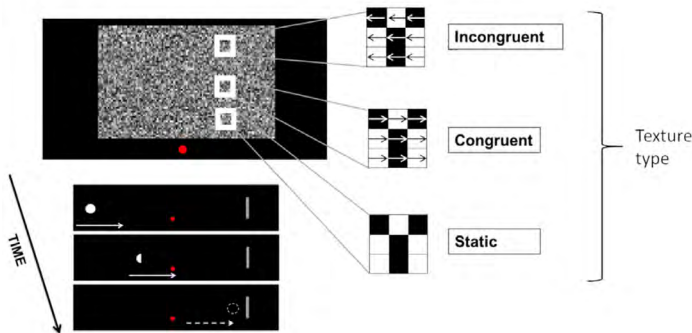 Incongruent
Congruent
Texture
type
Static
TIME